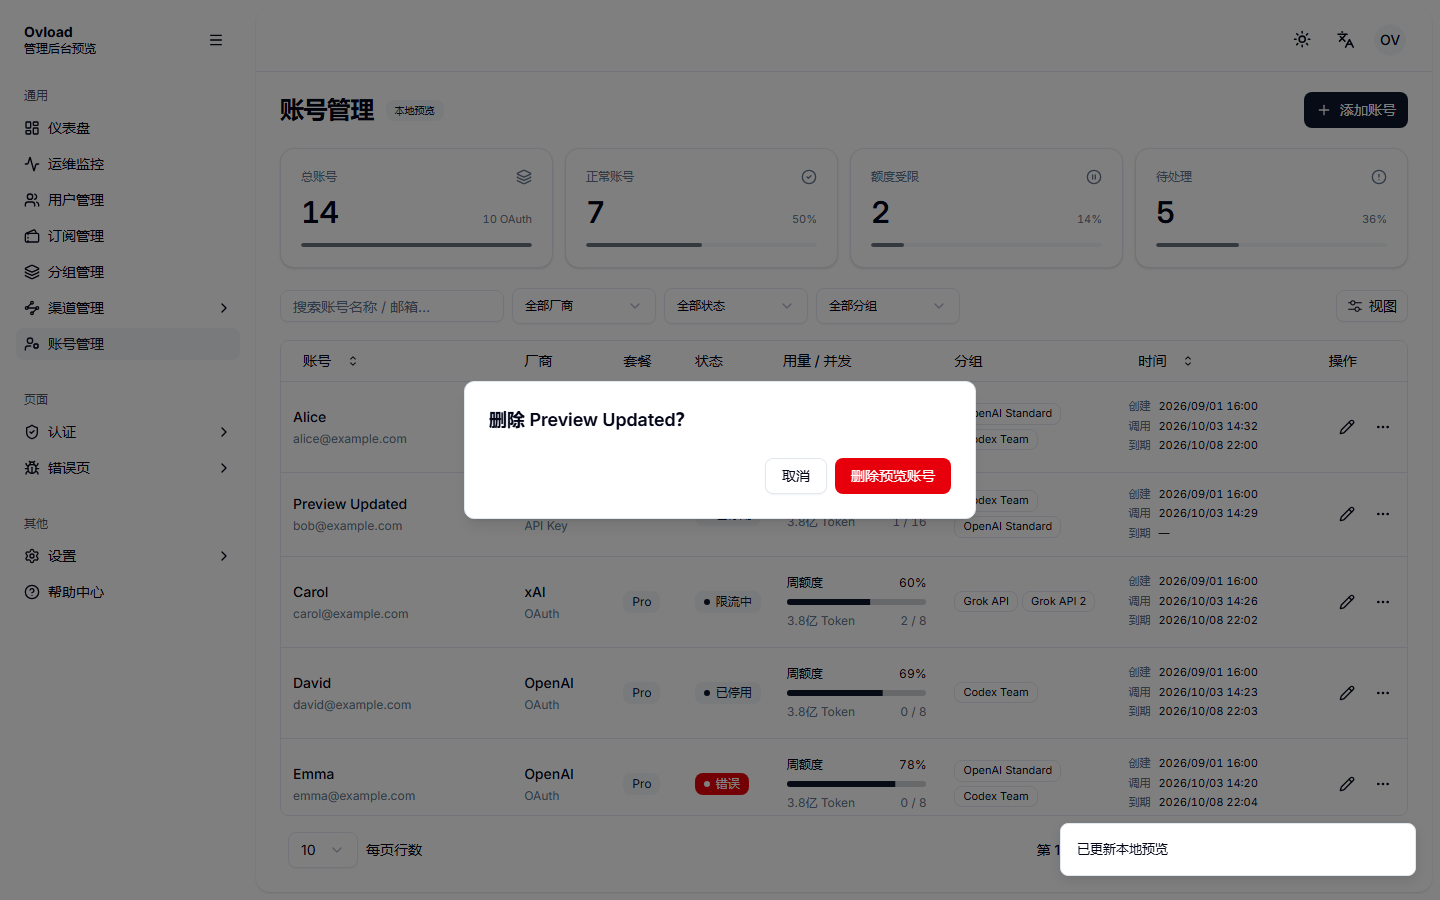 Ovload
管理后台预览
通用
仪表盘
运维监控
用户管理
订阅管理
分组管理
渠道管理
账号管理
页面
认证
错误页
其他
设置
帮助中心
OV
账号管理 本地预览
添加账号
总账号
14 10 OAuth
正常账号
7 50%
额度受限
2 14%
待处理
5 36%
搜索账号名称 / 邮箱... 全部厂商 全部状态 全部分组 视图
账号 厂商 套餐 状态 用量 / 并发 分组 时间 操作
Alice
alice@example.com
penAI Standard
odex Team
创建 2026/09/01 16:00
调用 2026/10/03 14:32
到期 2026/10/08 22:00
删除 Preview Updated?
取消 删除预览账号
Preview Updated
bob@example.com
API Key
3.8亿 Token 1 / 16
odex Team
OpenAI Standard
创建 2026/09/01 16:00
调用 2026/10/03 14:29
到期 —
Carol
carol@example.com
xAI
OAuth
Pro
限流中
周额度 60%
3.8亿 Token 2 / 8
Grok API Grok API 2
创建 2026/09/01 16:00
调用 2026/10/03 14:26
到期 2026/10/08 22:02
David
david@example.com
OpenAI
OAuth
Pro
已停用
周额度 69%
3.8亿 Token 0 / 8
Codex Team
创建 2026/09/01 16:00
调用 2026/10/03 14:23
到期 2026/10/08 22:03
Emma
emma@example.com
OpenAI
OAuth
Pro
错误
周额度 78%
3.8亿 Token 0 / 8
OpenAI Standard
Codex Team
创建 2026/09/01 16:00
调用 2026/10/03 14:20
到期 2026/10/08 22:04
10 每页行数
第 1
已更新本地预览